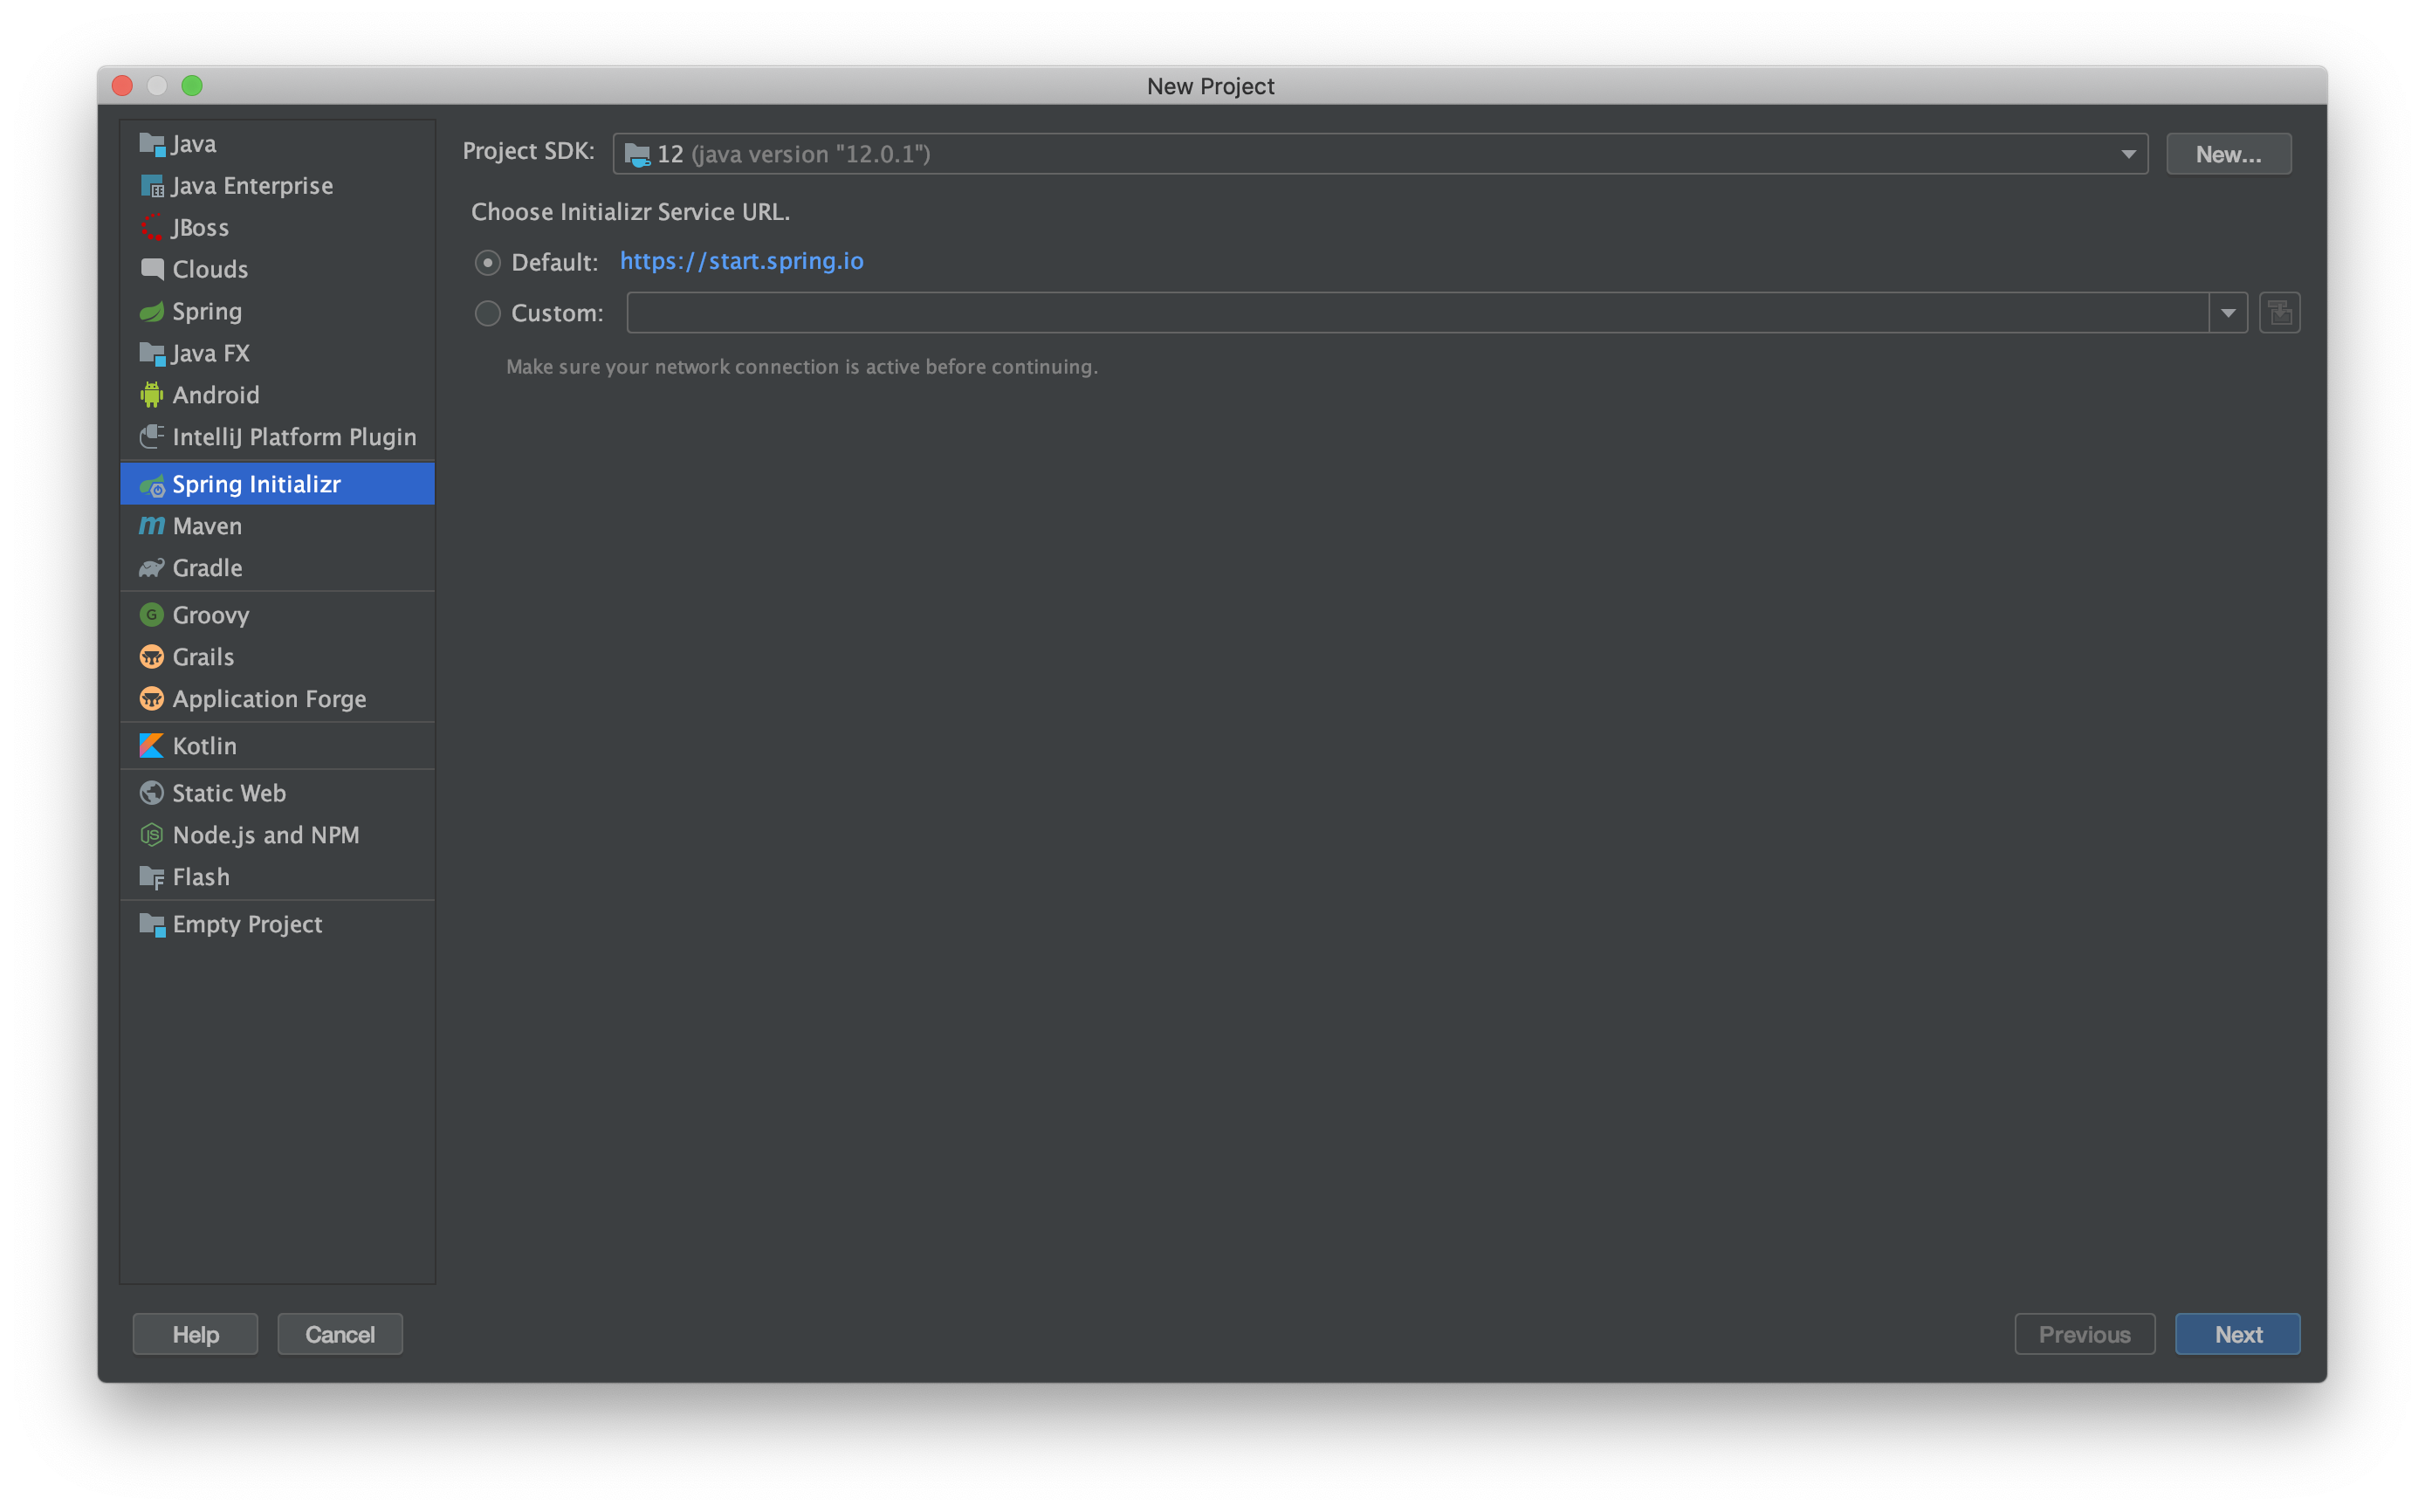 New Project
Java
Java Enterprise
JBoss
Clouds
Spring
Java FX
Android
IntelliJ Platform Plugin
Spring Initializr
Maven
Gradle
Groovy
Grails
Application Forge
Kotlin
Static Web
Node.js and NPM
Flash
Empty Project
Project SDK: 12 (java version "12.0.1") New...
Choose Initializr Service URL.
Default: https://start.spring.io
Custom:
Make sure your network connection is active before continuing.
Help Cancel Previous Next